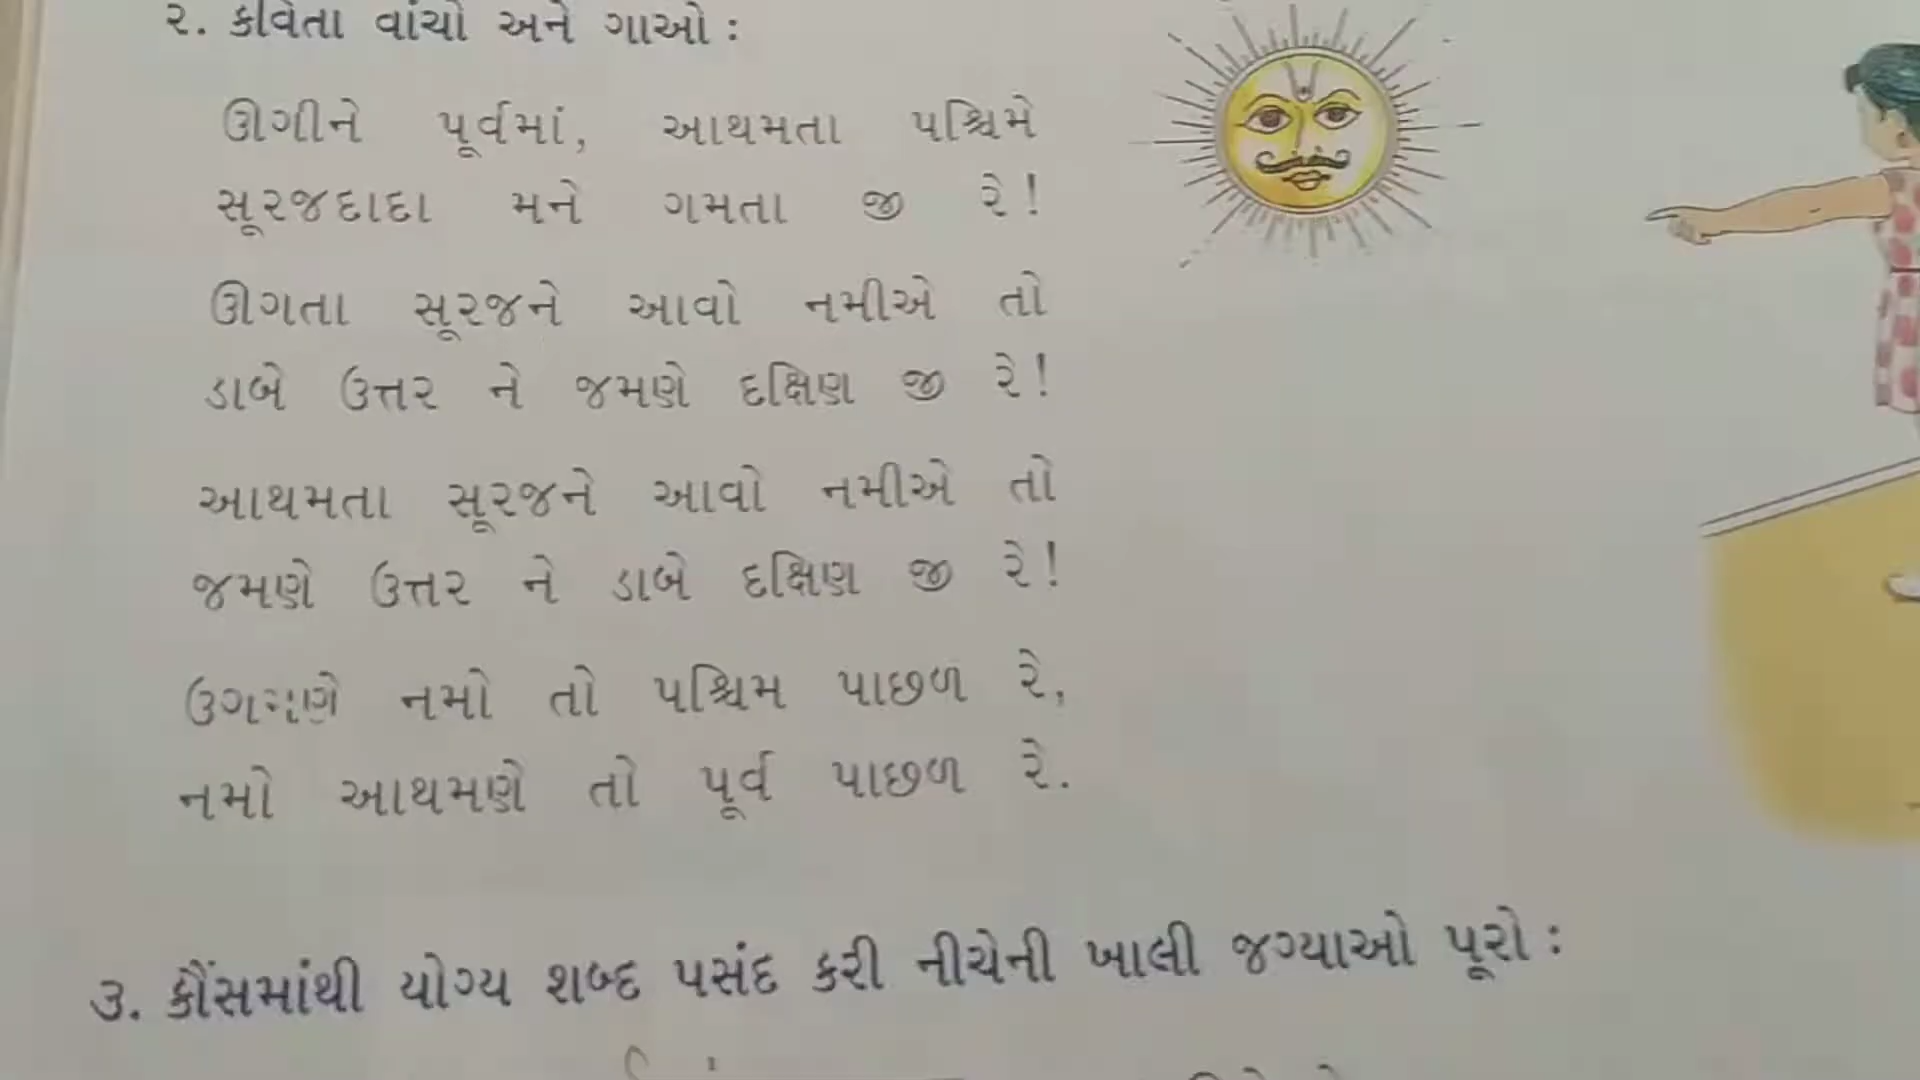 ૨. કવિતા વાંચો અને ગાઓ :
ઊગીને પૂર્વમાં, આથમતા પશ્ચિમે
સૂરજદાદા મને ગમતા જી રે!
ઊગતા સૂરજને આવો નમીએ તો
ડાબે ઉત્તર ને જમણે દક્ષિણ જી રે!
આથમતા સૂરજને આવો નમીએ તો
જમણે ઉત્તર ને ડાબે દક્ષિણ જી રે!
ઉગમણે નમો તો પશ્ચિમ પાછળ રે,
નમો આથમણે તો પૂર્વ પાછળ રે.
૩. કૌંસમાંથી યોગ્ય શબ્દ પસંદ કરી નીચેની ખાલી જગ્યાઓ પૂરો :